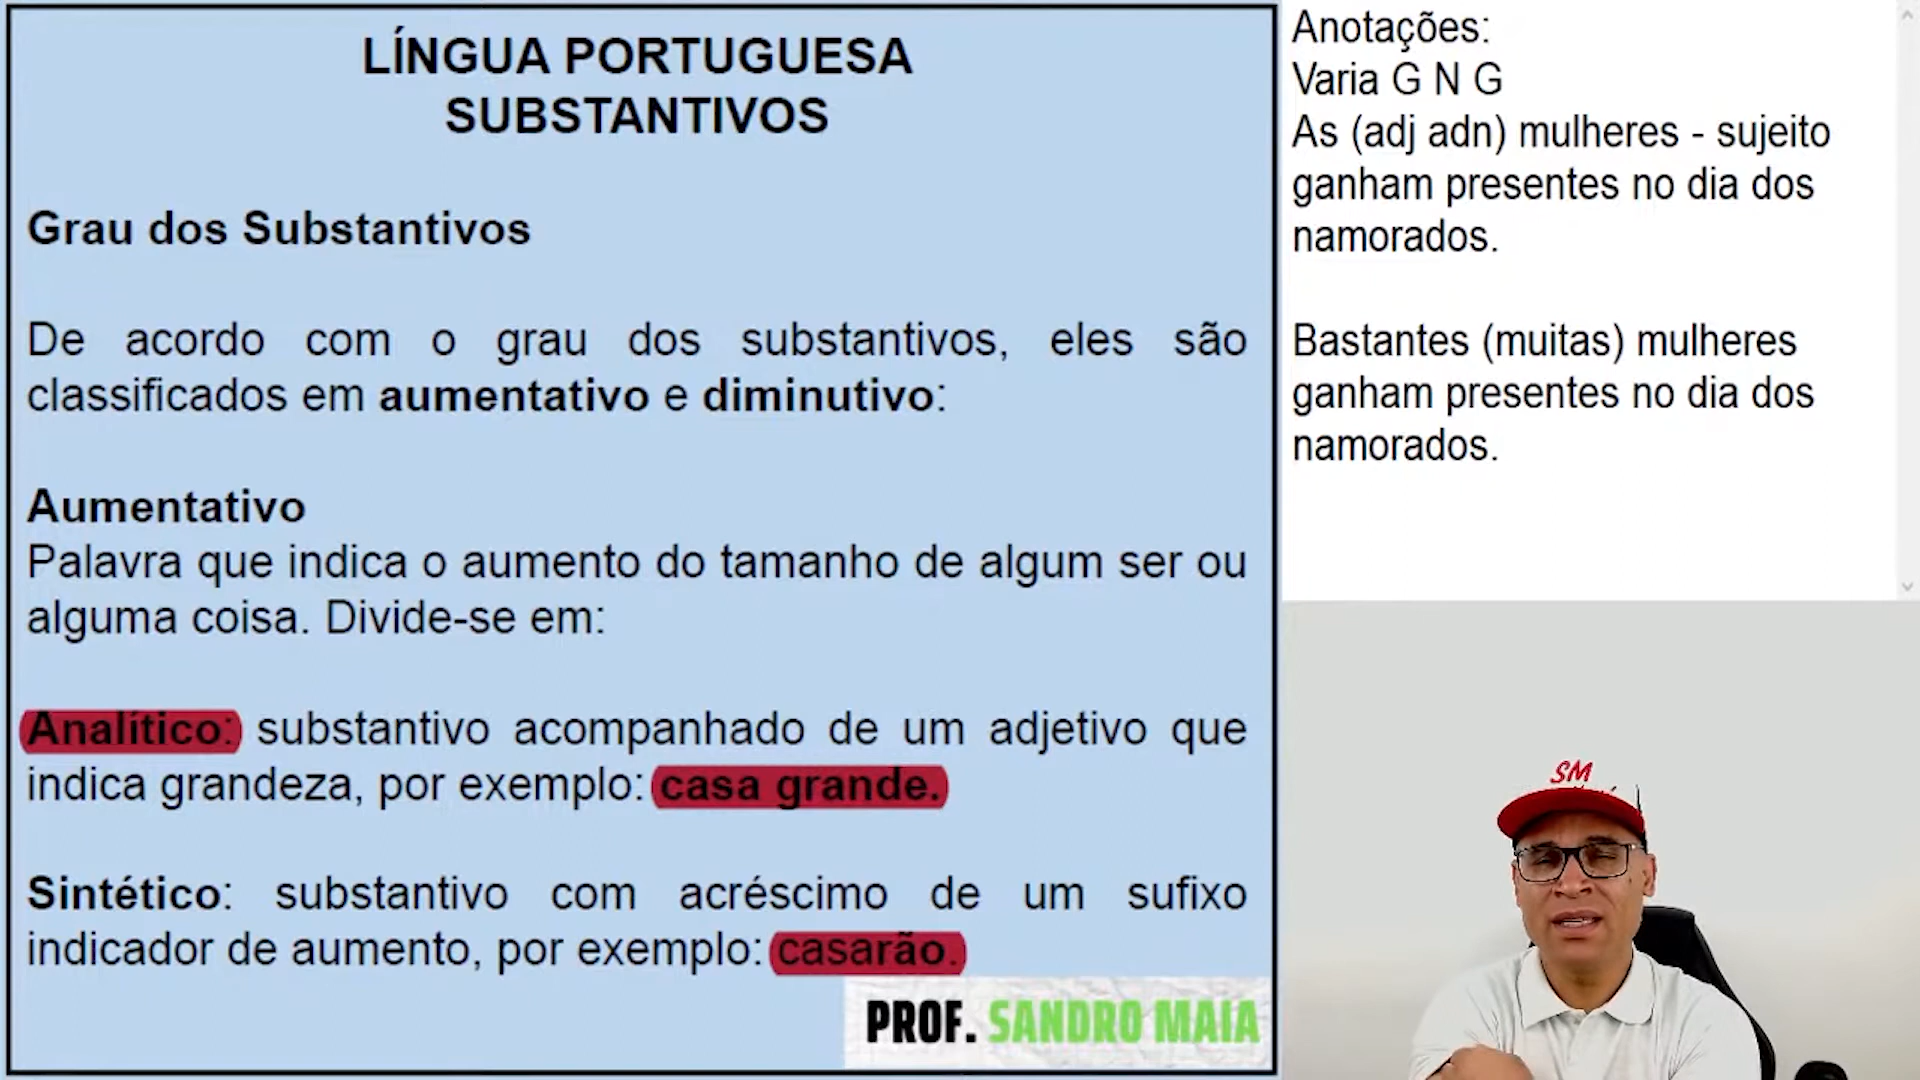 LÍNGUA PORTUGUESA
SUBSTANTIVOS
Grau dos Substantivos
De acordo com o grau dos substantivos, eles são
classificados em aumentativo e diminutivo:
Aumentativo
Palavra que indica o aumento do tamanho de algum ser ou
alguma coisa. Divide-se em:
Analítico: substantivo acompanhado de um adjetivo que
indica grandeza, por exemplo: casa grande.
Sintético: substantivo com acréscimo de um sufixo
indicador de aumento, por exemplo: casarão.
PROF. SANDRO MAIA
Anotações:
Varia G N G
As (adj adn) mulheres - sujeito
ganham presentes no dia dos
namorados.
Bastantes (muitas) mulheres
ganham presentes no dia dos
namorados.
SM